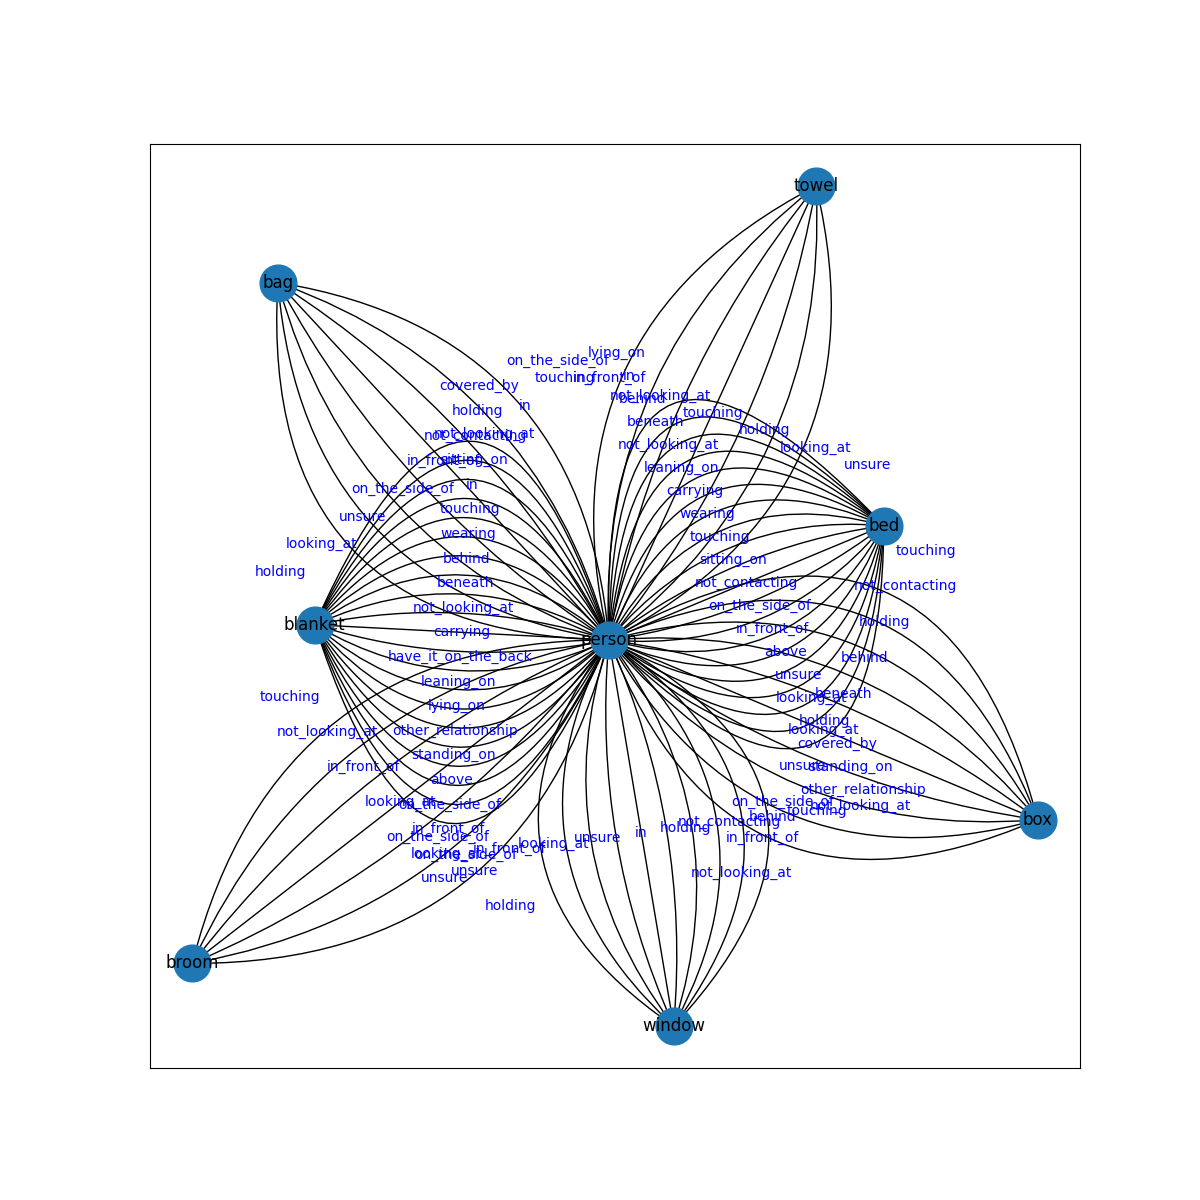 towel
bag
lying_on
on_the_side_of
in
touching
in_front_of
covered_by
not_looking_at
behind
holding
in
touching
beneath
holding
not_looking_at
not_contacting
not_looking_at
looking_at
in_front_of
sitting_on
leaning_on
unsure
on_the_side_of
in
carrying
touching
wearing
unsure
bed
wearing
touching
looking_at
touching
behind
sitting_on
holding
beneath
not_contacting
not_contacting
not_looking_at
on_the_side_of
blanket
carrying
in_front_of
holding
person
have_it_on_the_back
above
behind
leaning_on
unsure
touching
lying_on
looking_at
beneath
not_looking_at
other_relationship
holding
looking_at
covered_by
standing_on
in_front_of
unsure
standing_on
above
other_relationship
looking_at
on_the_side_of
on_the_side_of
not_looking_at
touching
behind
box
in_front_of
on_the_side_of
looking_at
unsure
in
holding
not_contacting
in_front_of
looking_at
on_the_side_of
in_front_of
unsure
unsure
not_looking_at
holding
broom
window